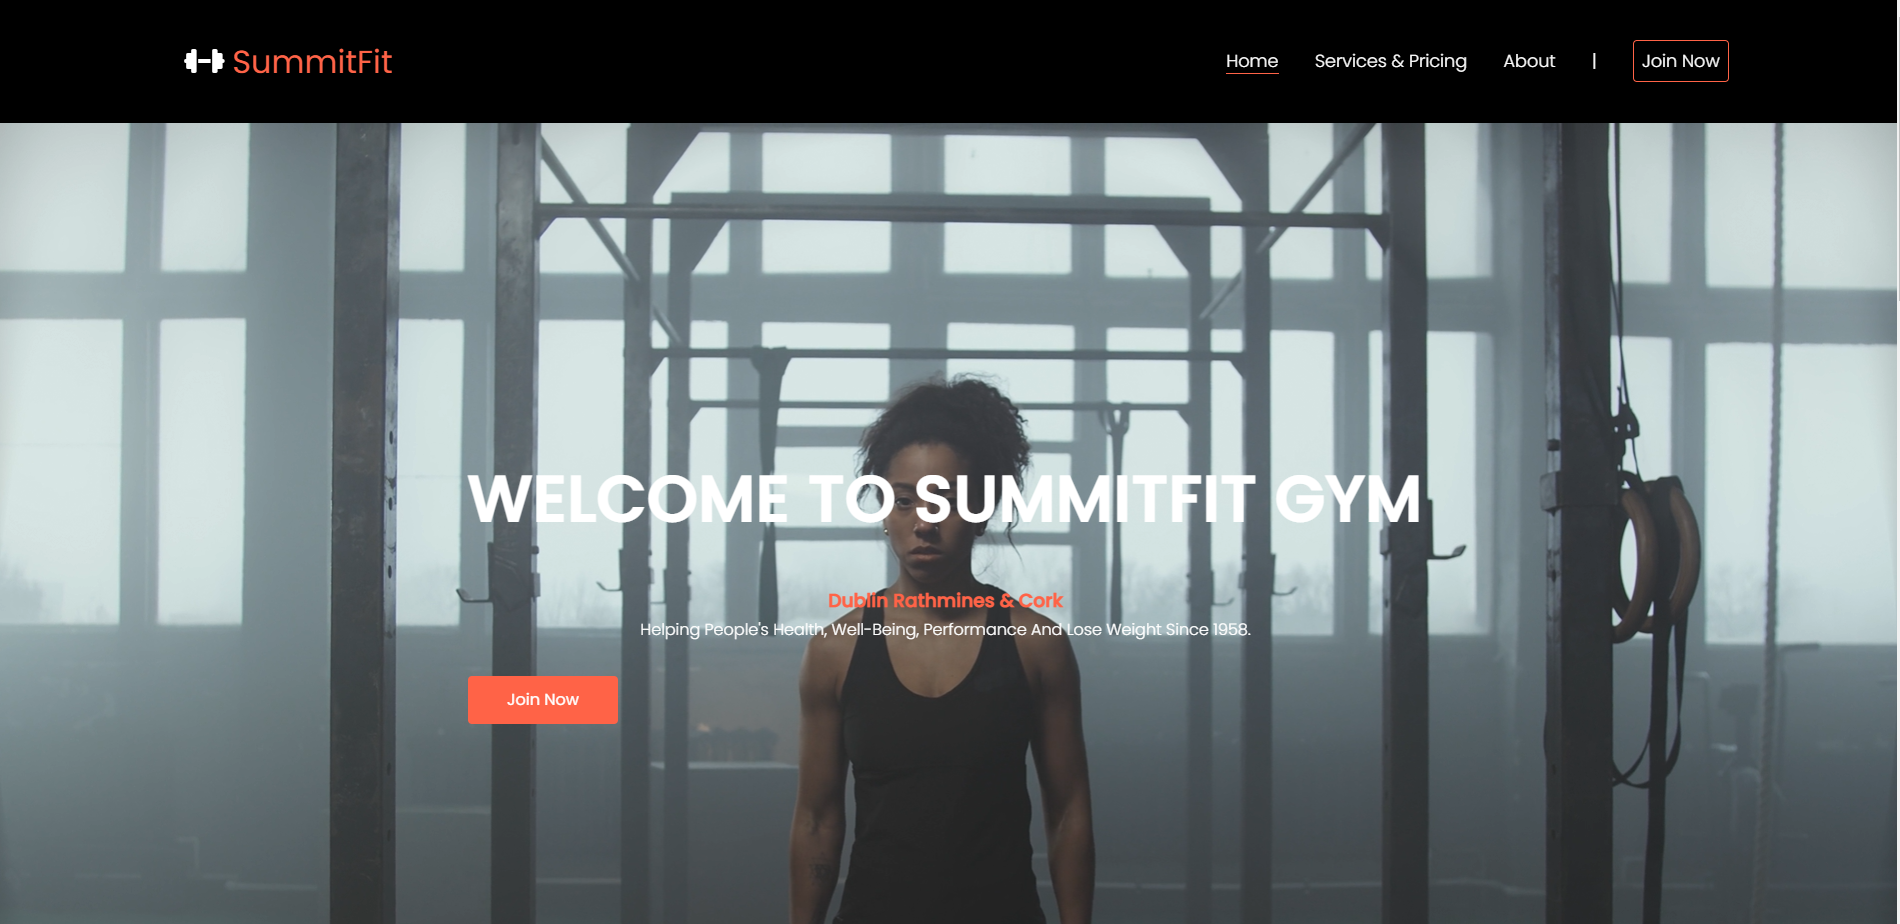 SummitFit
Home Services & Pricing About | Join Now
WELCOME TO SUMMITFIT GYM
Dublin Rathmines & Cork
Helping People's Health, Well-Being, Performance And Lose Weight Since 1958.
Join Now